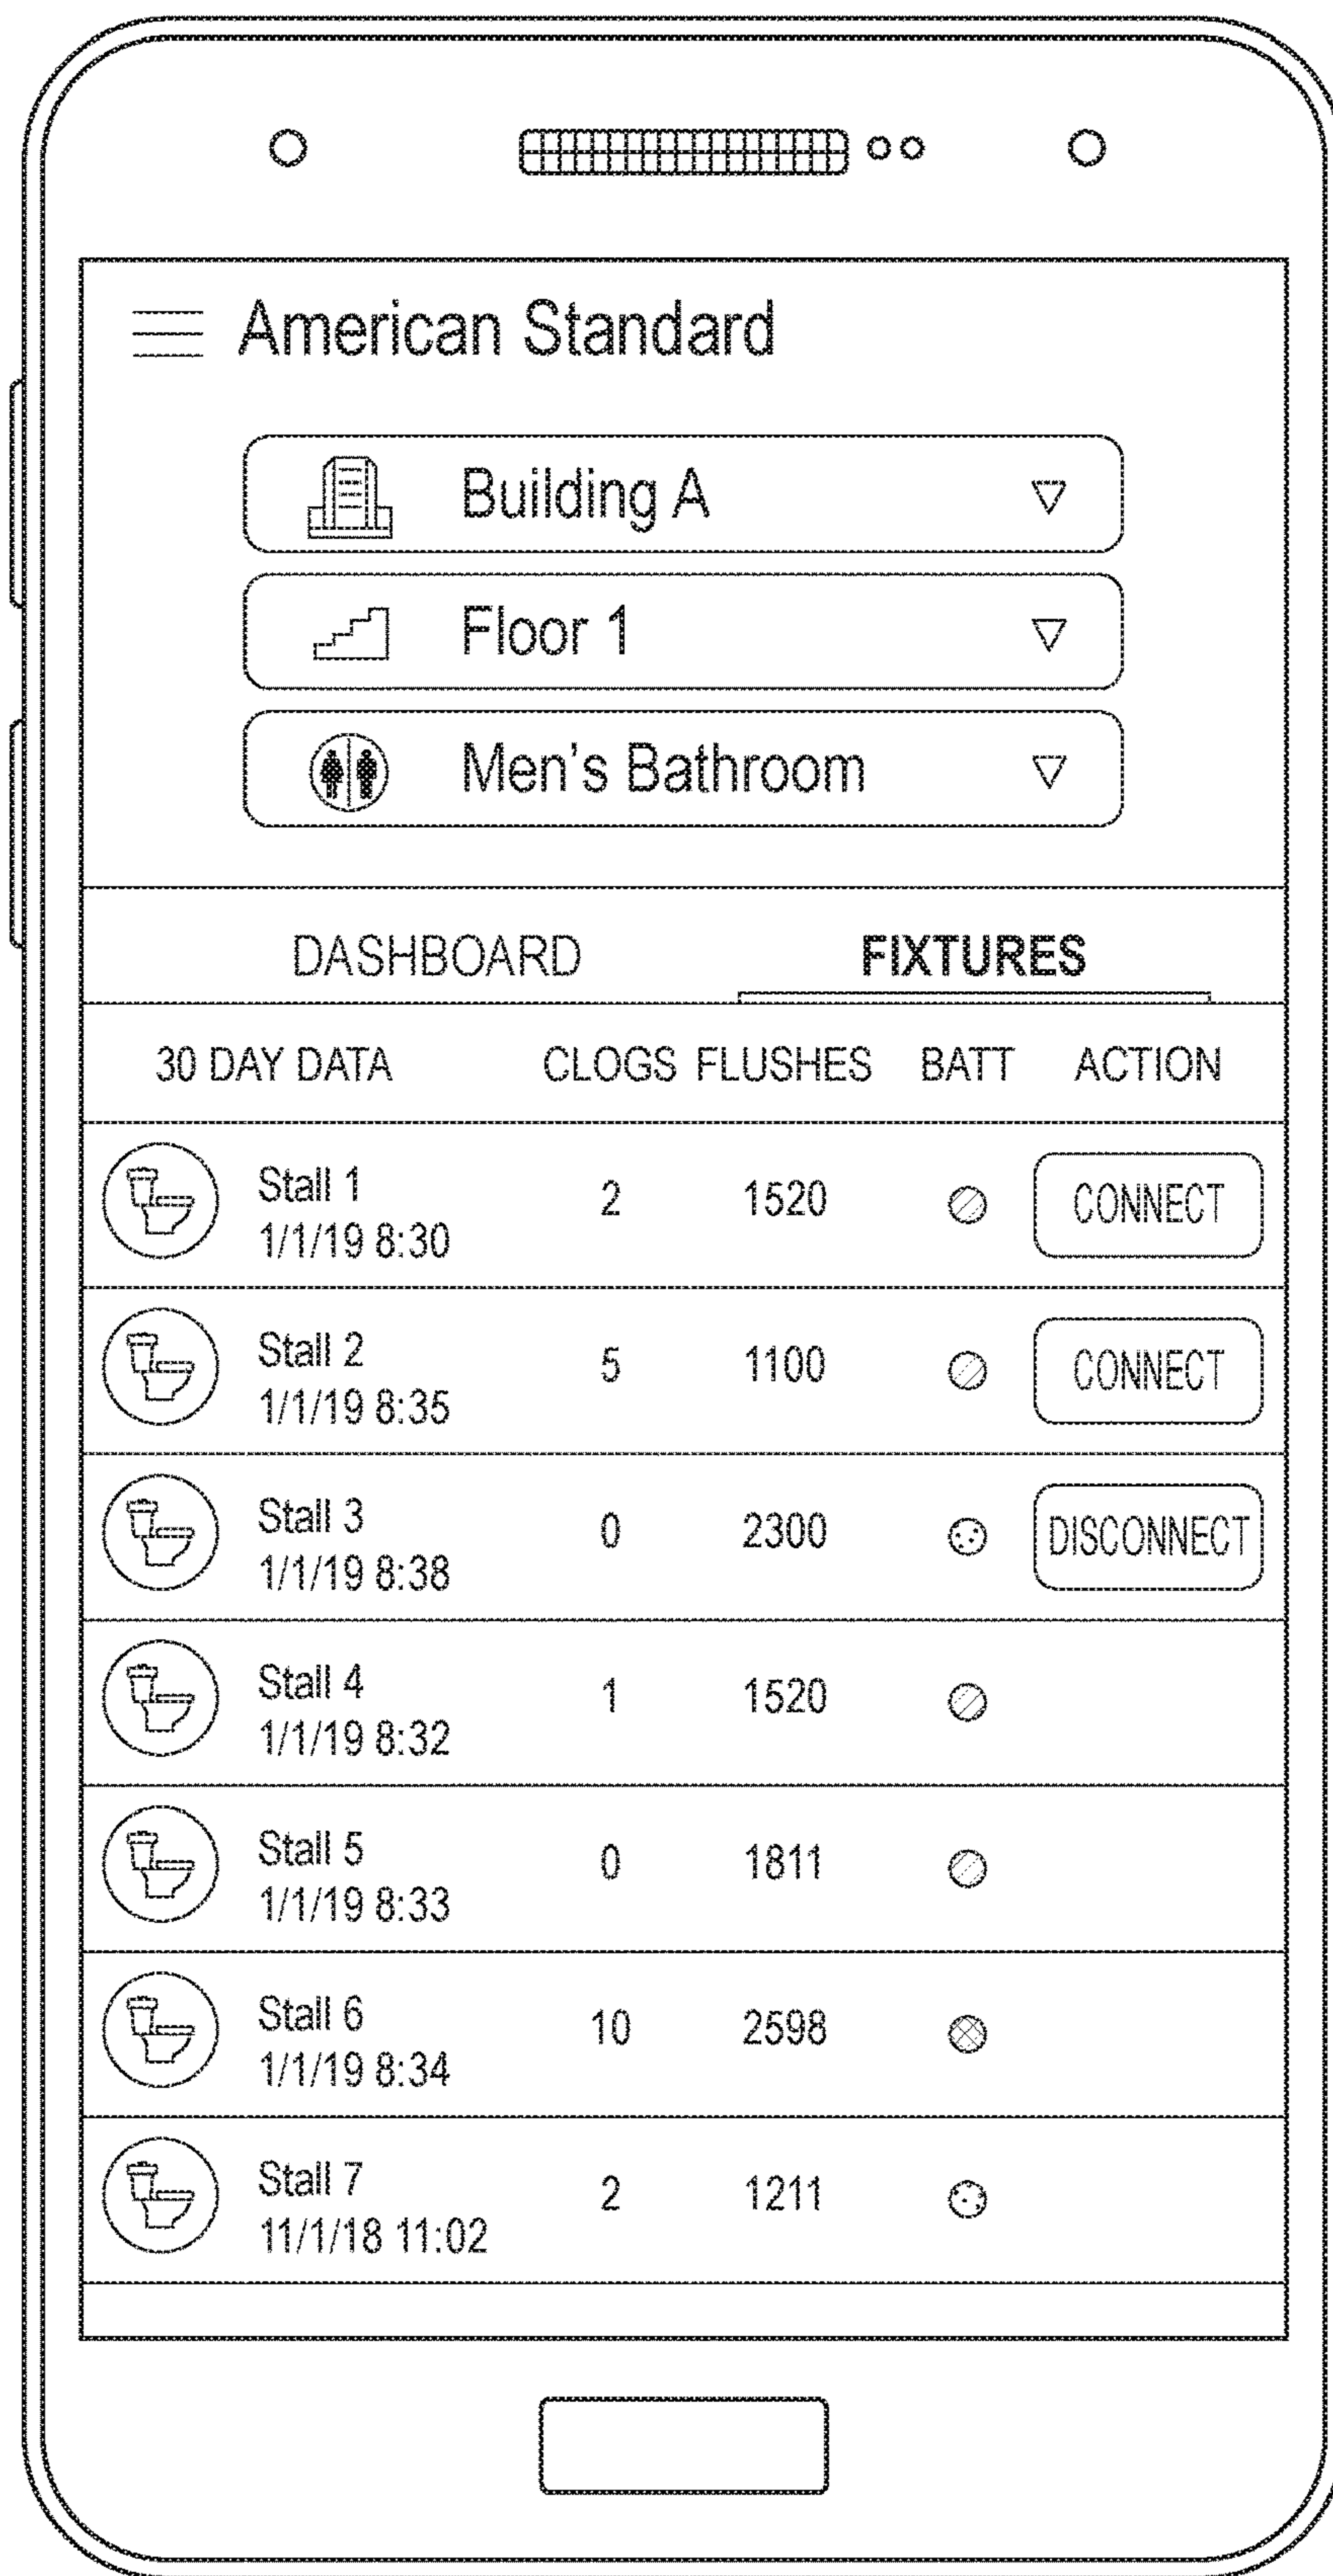 American Standard
Building A
Floor 1
Men's Bathroom
DASHBOARD FIXTURES
30 DAY DATA CLOGS FLUSHES BATT ACTION
Stall 1 2 1520 CONNECT
1/1/19 8:30
Stall 2 5 1100 CONNECT
1/1/19 8:35
Stall 3 0 2300 DISCONNECT
1/1/19 8:38
Stall 4 1 1520
1/1/19 8:32
Stall 5 0 1811
1/1/19 8:33
Stall 6 10 2598
1/1/19 8:34
Stall 7 2 1211
11/1/18 11:02